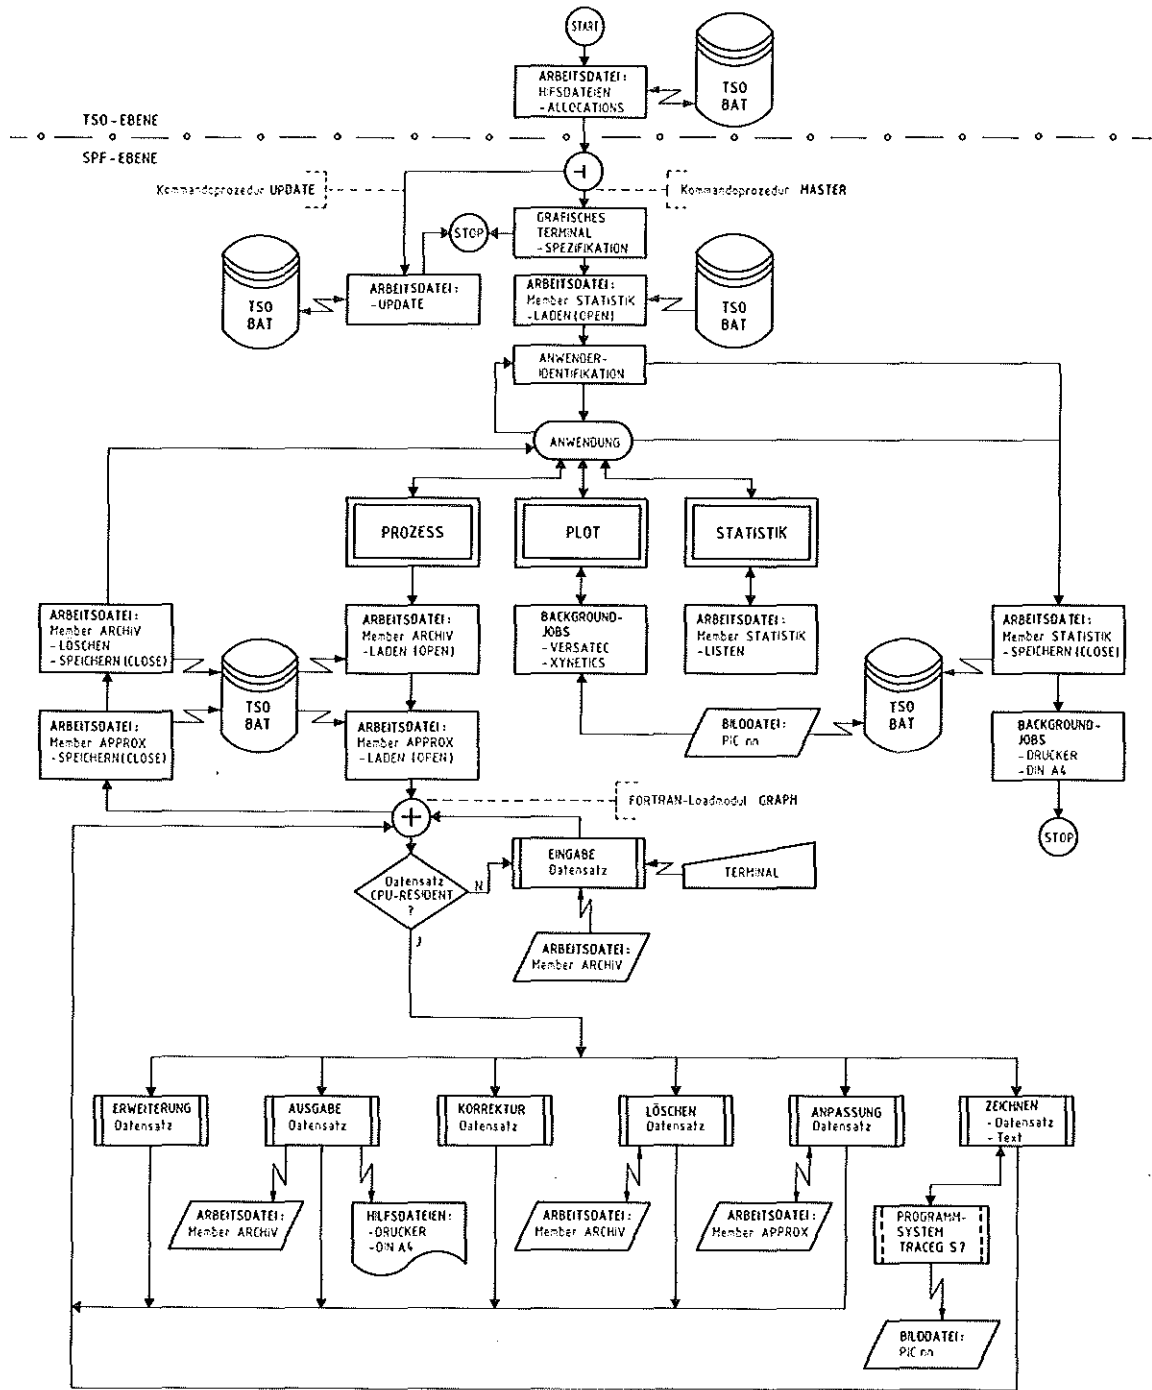 START
ARBEITSDATEI:
HIFSDATEIEN
-ALLOCATIONS
TSO
BAT
TSO-EBENE
SPF-EBENE
Kommandoprozedur UPDATE
Kommandoprozedur MASTER
GRAFISCHES
TERMINAL
-SPEZIFIKATION
STOP
TSO
BAT
ARBEITSDATEI:
-UPDATE
ARBEITSDATEI:
Member STATISTIK
-LADEN (OPEN)
TSO
BAT
ANWENDER-
IDENTIFIKATION
ANWENDUNG
PROZESS
PLOT
STATISTIK
ARBEITSDATEI:
Member ARCHIV
-LÖSCHEN
-SPEICHERN (CLOSE)
TSO
BAT
ARBEITSDATEI:
Member ARCHIV
-LADEN (OPEN)
BACKGROUND-
JOBS
-VERSATEC
-XYNETICS
ARBEITSDATEI:
Member STATISTIK
-LISTEN
ARBEITSDATEI:
Member STATISTIK
-SPEICHERN (CLOSE)
ARBEITSDATEI:
Member APPROX
-SPEICHERN (CLOSE)
ARBEITSDATEI:
Member APPROX
-LADEN (OPEN)
BILDDATEI:
PIC nn
TSO
BAT
BACKGROUND-
JOBS
-DRUCKER
-DIN A4
STOP
FORTRAN-Loadmodul GRAPH
Datensatz
CPU-RESIDENT
?
N
J
EINGABE
Datensatz
TERMINAL
ARBEITSDATEI:
Member ARCHIV
ERWEITERUNG
Datensatz
AUSGABE
Datensatz
KORREKTUR
Datensatz
LÖSCHEN
Datensatz
ANPASSUNG
Datensatz
ZEICHNEN
-Datensatz
-Text
ARBEITSDATEI:
Member ARCHIV
HILFSDATEIEN:
-DRUCKER
-DIN A4
ARBEITSDATEI:
Member ARCHIV
ARBEITSDATEI:
Member APPROX
PROGRAMM-
SYSTEM
TRACEG S?
BILDDATEI:
PIC nn